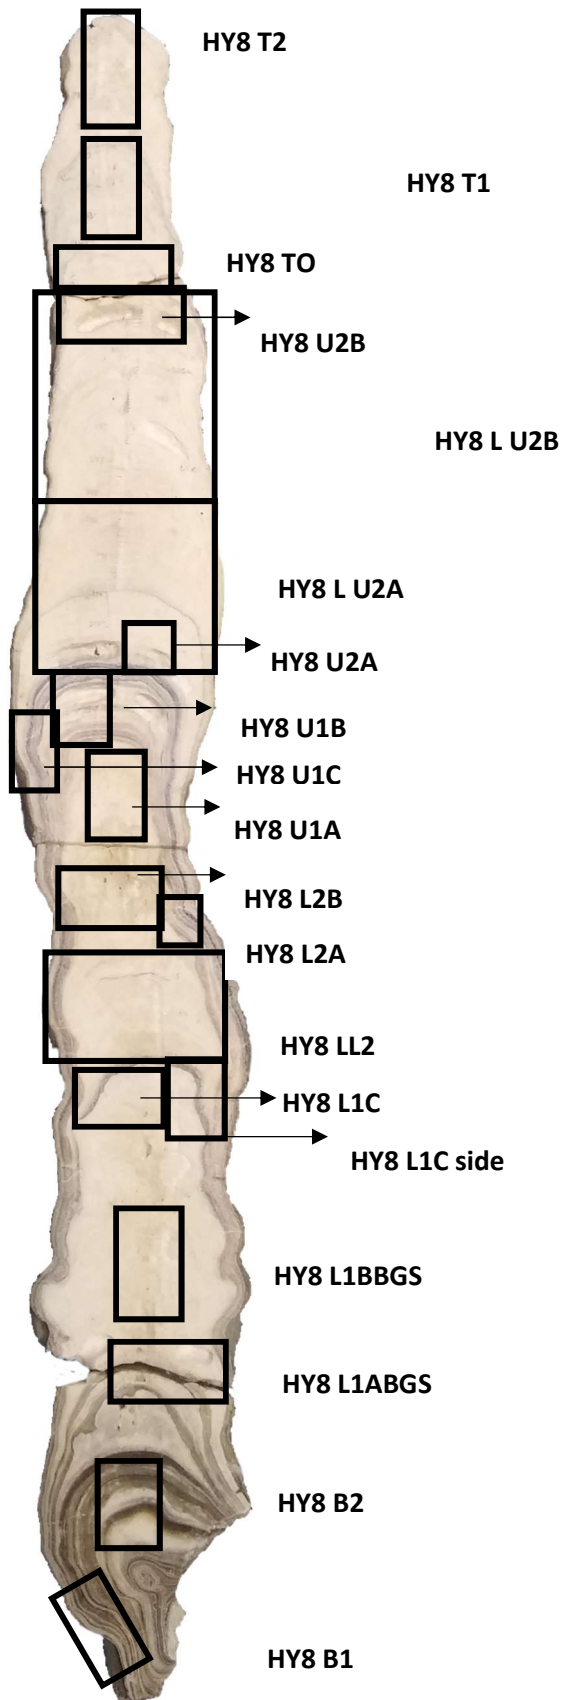 HY8 T2
HY8 T1
HY8 TO
HY8 U2B
HY8 L U2B
HY8 L U2A
HY8 U2A
HY8 U1B
HY8 U1C
HY8 U1A
HY8 L2B
HY8 L2A
HY8 LL2
HY8 L1C
HY8 L1C side
HY8 L1BBGS
HY8 L1ABGS
HY8 B2
HY8 B1